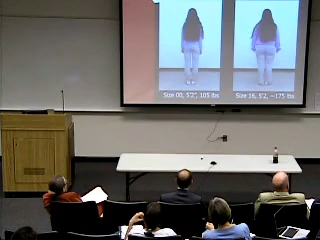 Size 00, 5'2", 105 lbs
Size 16, 5'2, ~175 lbs